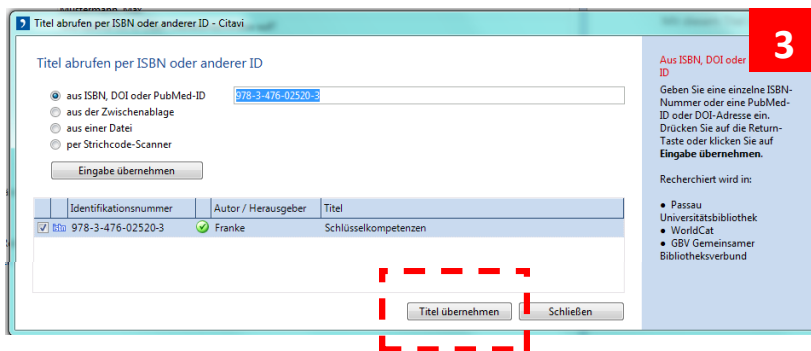 Mustermann, Max
Titel abrufen per ISBN oder anderer ID - Citavi
3
Titel abrufen per ISBN oder anderer ID
aus ISBN, DOI oder PubMed-ID
978-3-476-02520-3
aus der Zwischenablage
aus einer Datei
per Strichcode-Scanner
Eingabe übernehmen
Identifikationsnummer Autor / Herausgeber Titel
978-3-476-02520-3 Franke Schlüsselkompetenzen
Titel übernehmen Schließen
Aus ISBN, DOI oder
ID
Geben Sie eine einzelne ISBN-
Nummer oder eine PubMed-
ID oder DOI-Adresse ein.
Drücken Sie auf die Return-
Taste oder klicken Sie auf
Eingabe übernehmen.
Recherchiert wird in:
• Passau
Universitätsbibliothek
• WorldCat
• GBV Gemeinsamer
Bibliotheksverbund